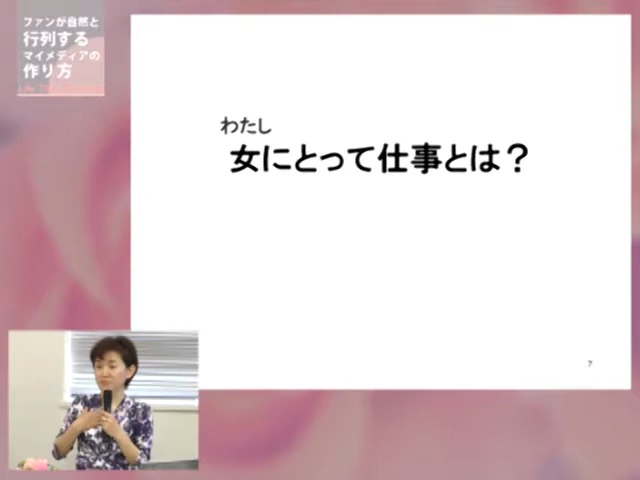 ファンが自然と
行列する
マイメディアの
作り方
わたし
女にとって仕事とは？
7